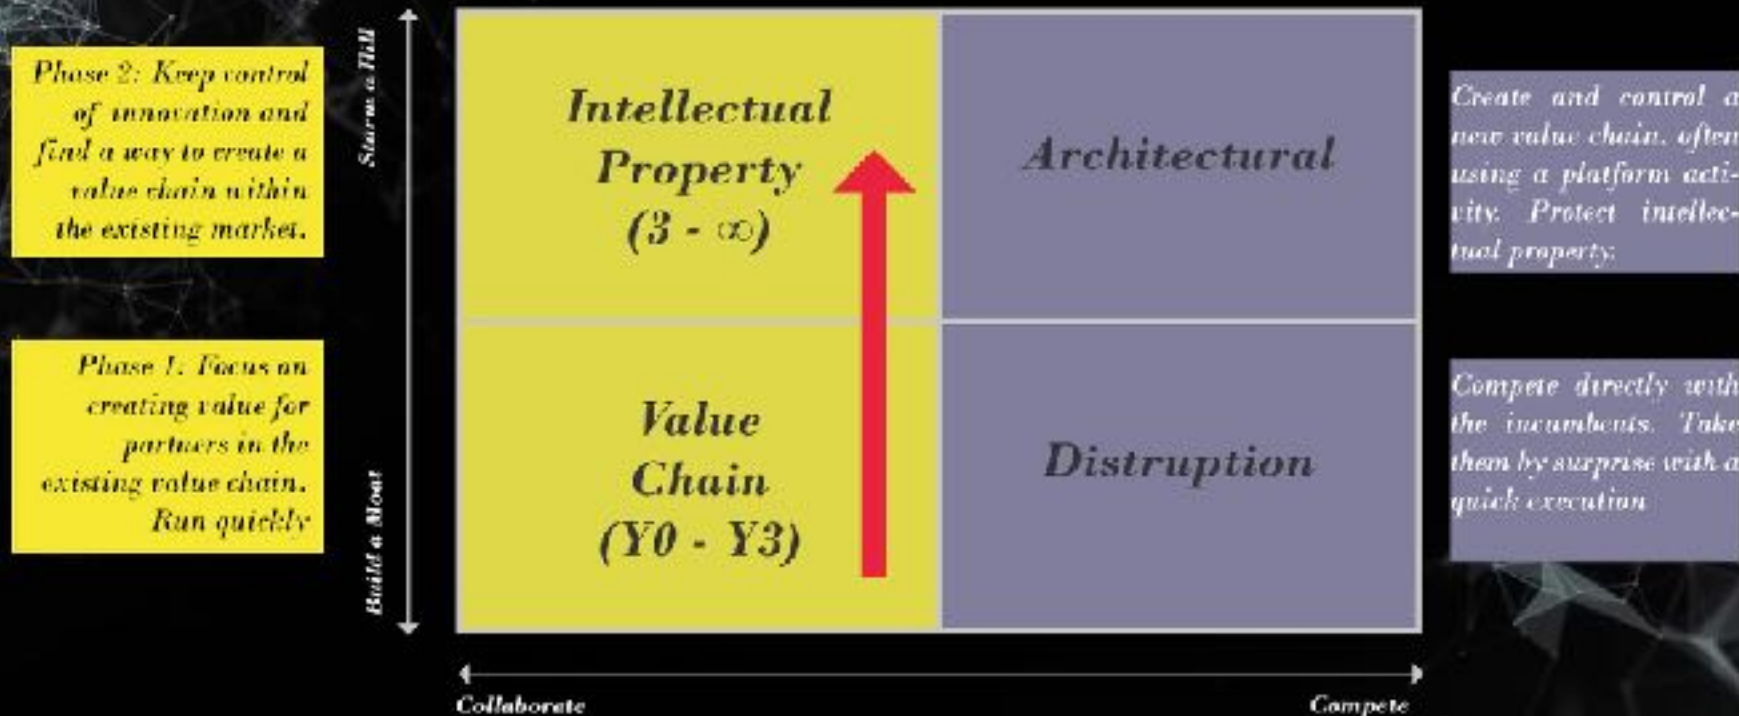 Phase 2: Keep control
of innovation and
find a way to create a
value chain within
the existing market.
Phase 1: Focus on
creating value for
partners in the
existing value chain.
Run quickly
Storm a Hill
Build a Moat
Intellectual
Property
(3 - ∞)
Architectural
Value
Chain
(Y0 - Y3)
Distruption
Create and control a
new value chain, often
using a platform acti-
vity. Protect intellec-
tual property.
Compete directly with
the incumbents. Take
them by surprise with a
quick execution
Collaborate
Compete